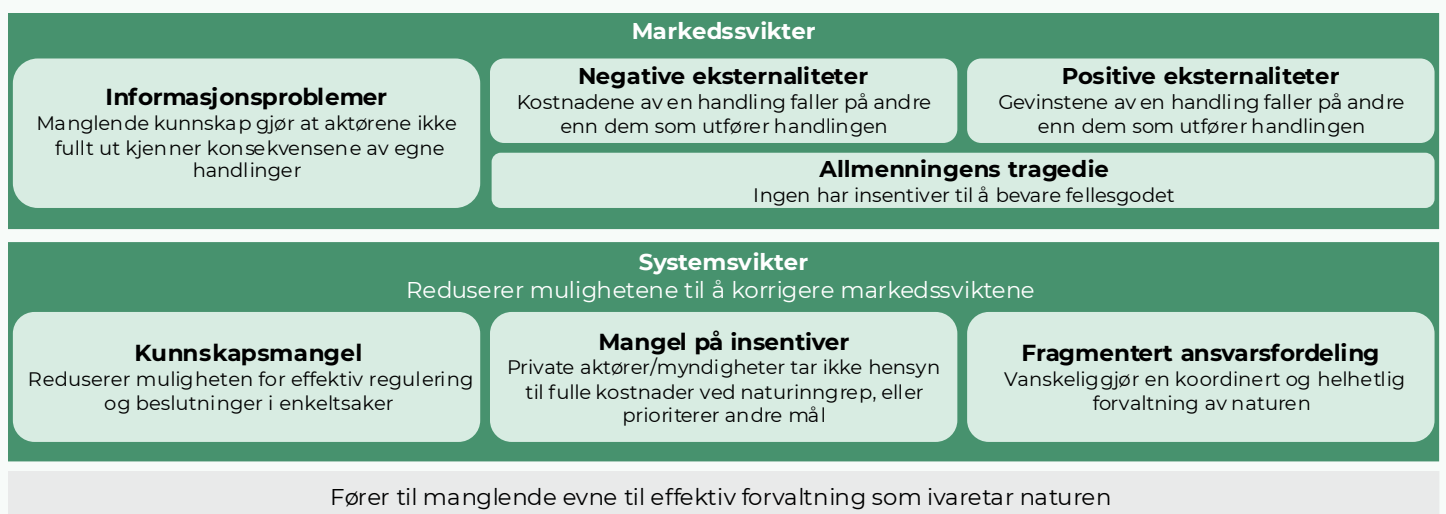 Markedssvikter
Informasjonsproblemer
Manglende kunnskap gjør at aktørene ikke
fullt ut kjenner konsekvensene av egne
handlinger
Negative eksternaliteter
Kostnadene av en handling faller på andre
enn dem som utfører handlingen
Positive eksternaliteter
Gevinstene av en handling faller på andre
enn dem som utfører handlingen
Allmenningens tragedie
Ingen har insentiver til å bevare fellesgodet
Systemsvikter
Reduserer mulighetene til å korrigere markedssviktene
Kunnskapsmangel
Reduserer muligheten for effektiv regulering
og beslutninger i enkeltsaker
Mangel på insentiver
Private aktører/myndigheter tar ikke hensyn
til fulle kostnader ved naturinngrep, eller
prioriterer andre mål
Fragmentert ansvarsfordeling
Vanskeliggjør en koordinert og helhetlig
forvaltning av naturen
Fører til manglende evne til effektiv forvaltning som ivaretar naturen